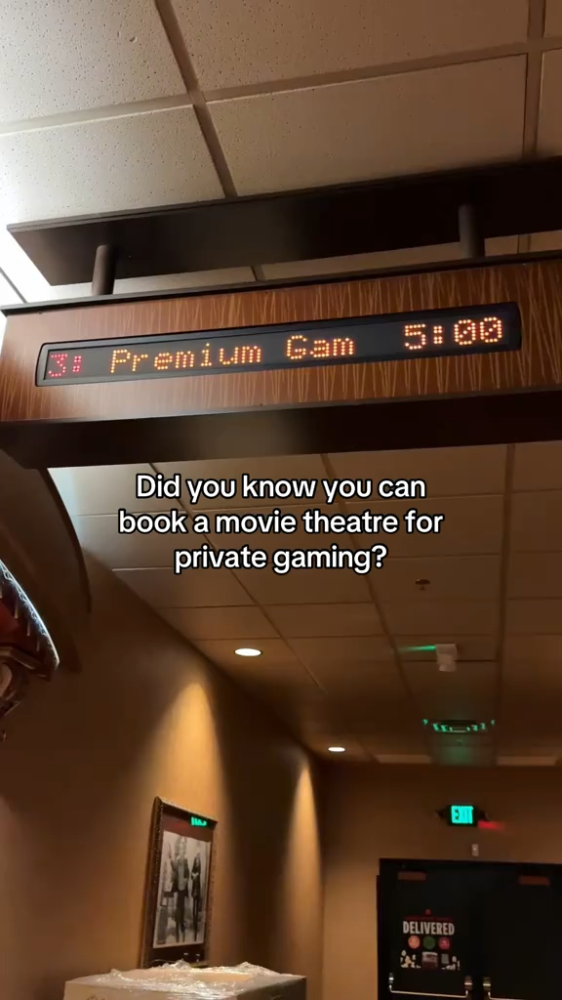 3: Premium Gam 5:00
Did you know you can
book a movie theatre for
private gaming?
EXIT
DELIVERED